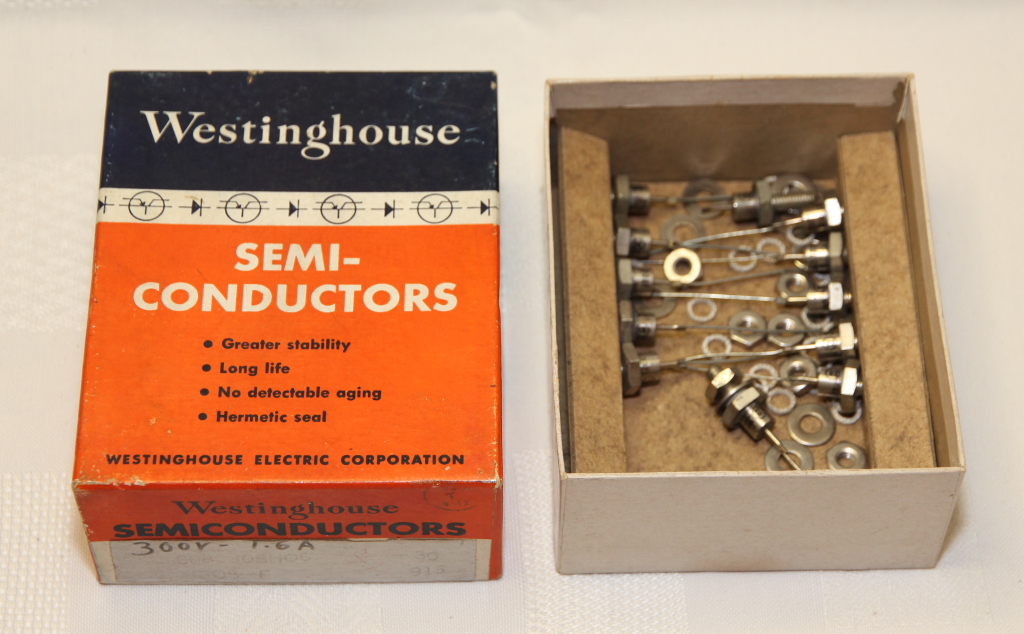 Westinghouse
SEMI-
CONDUCTORS
• Greater stability
• Long life
• No detectable aging
• Hermetic seal
WESTINGHOUSE ELECTRIC CORPORATION
Westinghouse
SEMICONDUCTORS
300V - 1.6A
30